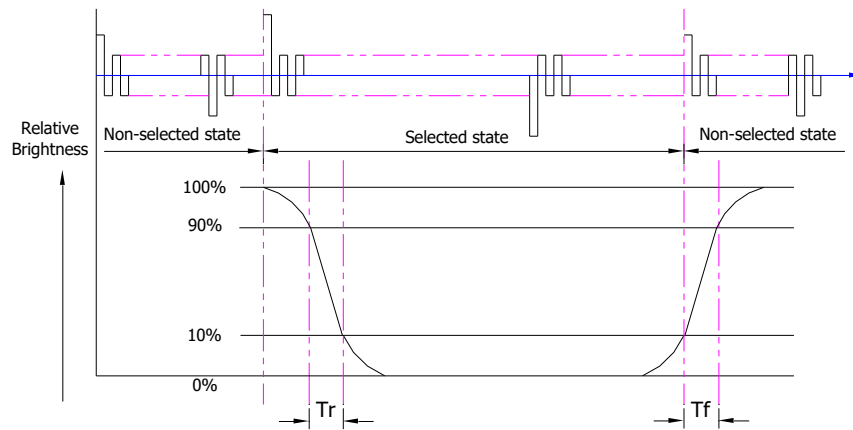 Relative
Brightness
Non-selected state
Selected state
Non-selected state
100%
90%
10%
0%
Tr
Tf